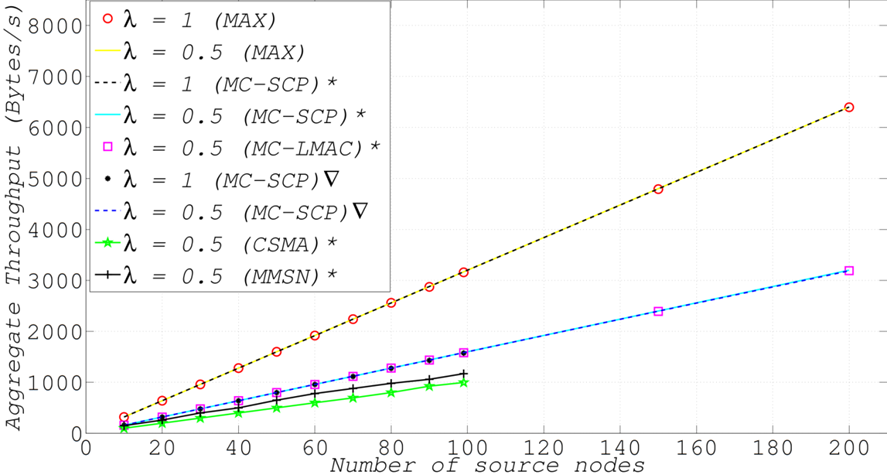 8000
7000
6000
5000
4000
3000
2000
1000
0
Aggregate Throughput (Bytes/s)
λ = 1 (MAX)
λ = 0.5 (MAX)
λ = 1 (MC-SCP)*
λ = 0.5 (MC-SCP)*
λ = 0.5 (MC-LMAC)*
λ = 1 (MC-SCP)∇
λ = 0.5 (MC-SCP)∇
λ = 0.5 (CSMA)*
λ = 0.5 (MMSN)*
0 20 40 60 80 100 120 140 160 180 200
Number of source nodes